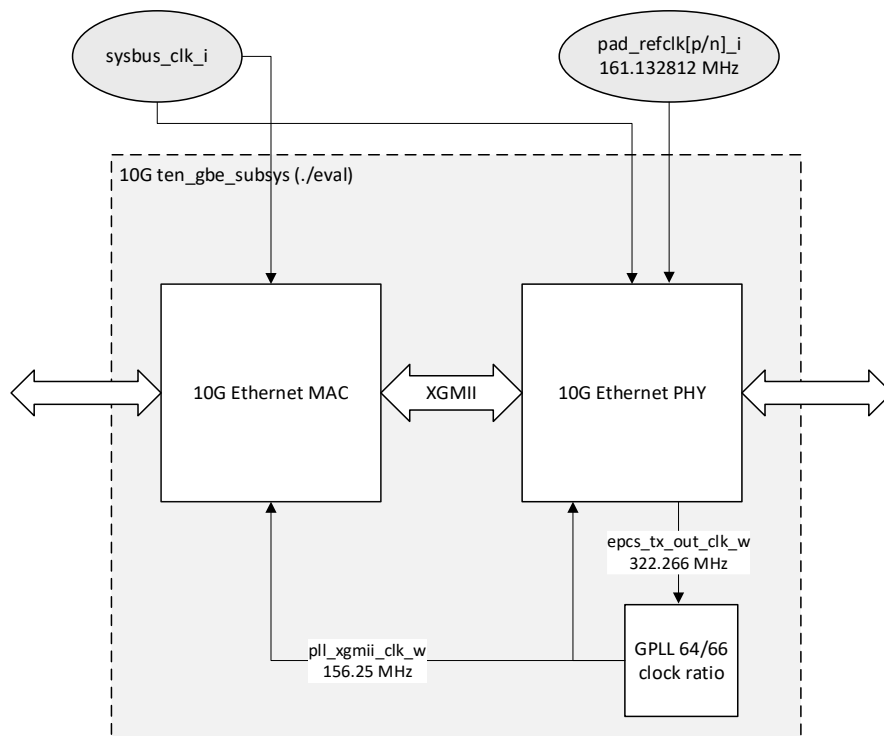 sysbus_clk_i
pad_refclk[p/n]_i
161.132812 MHz
10G ten_gbe_subsys (./eval)
10G Ethernet MAC
XGMII
10G Ethernet PHY
epcs_tx_out_clk_w
322.266 MHz
pll_xgmii_clk_w
156.25 MHz
GPLL 64/66
clock ratio